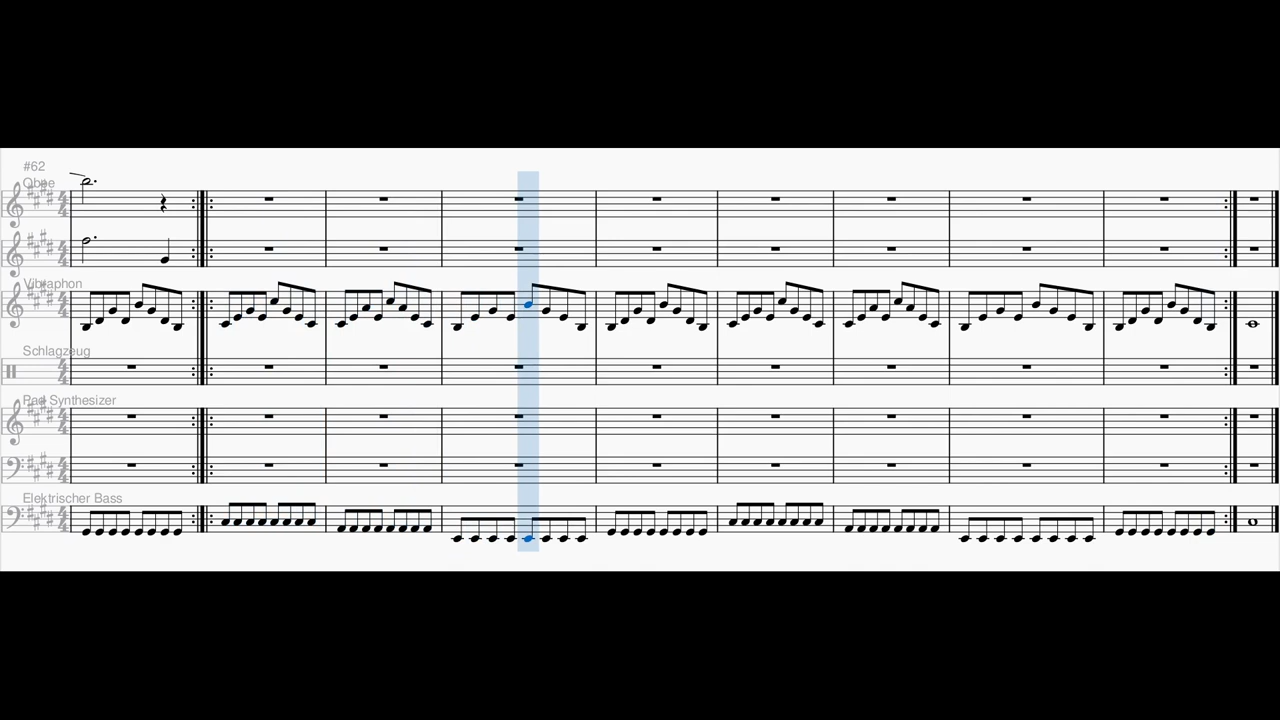 #62
Oboe
Vibraphon
Schlagzeug
Pad Synthesizer
Elektrischer Bass